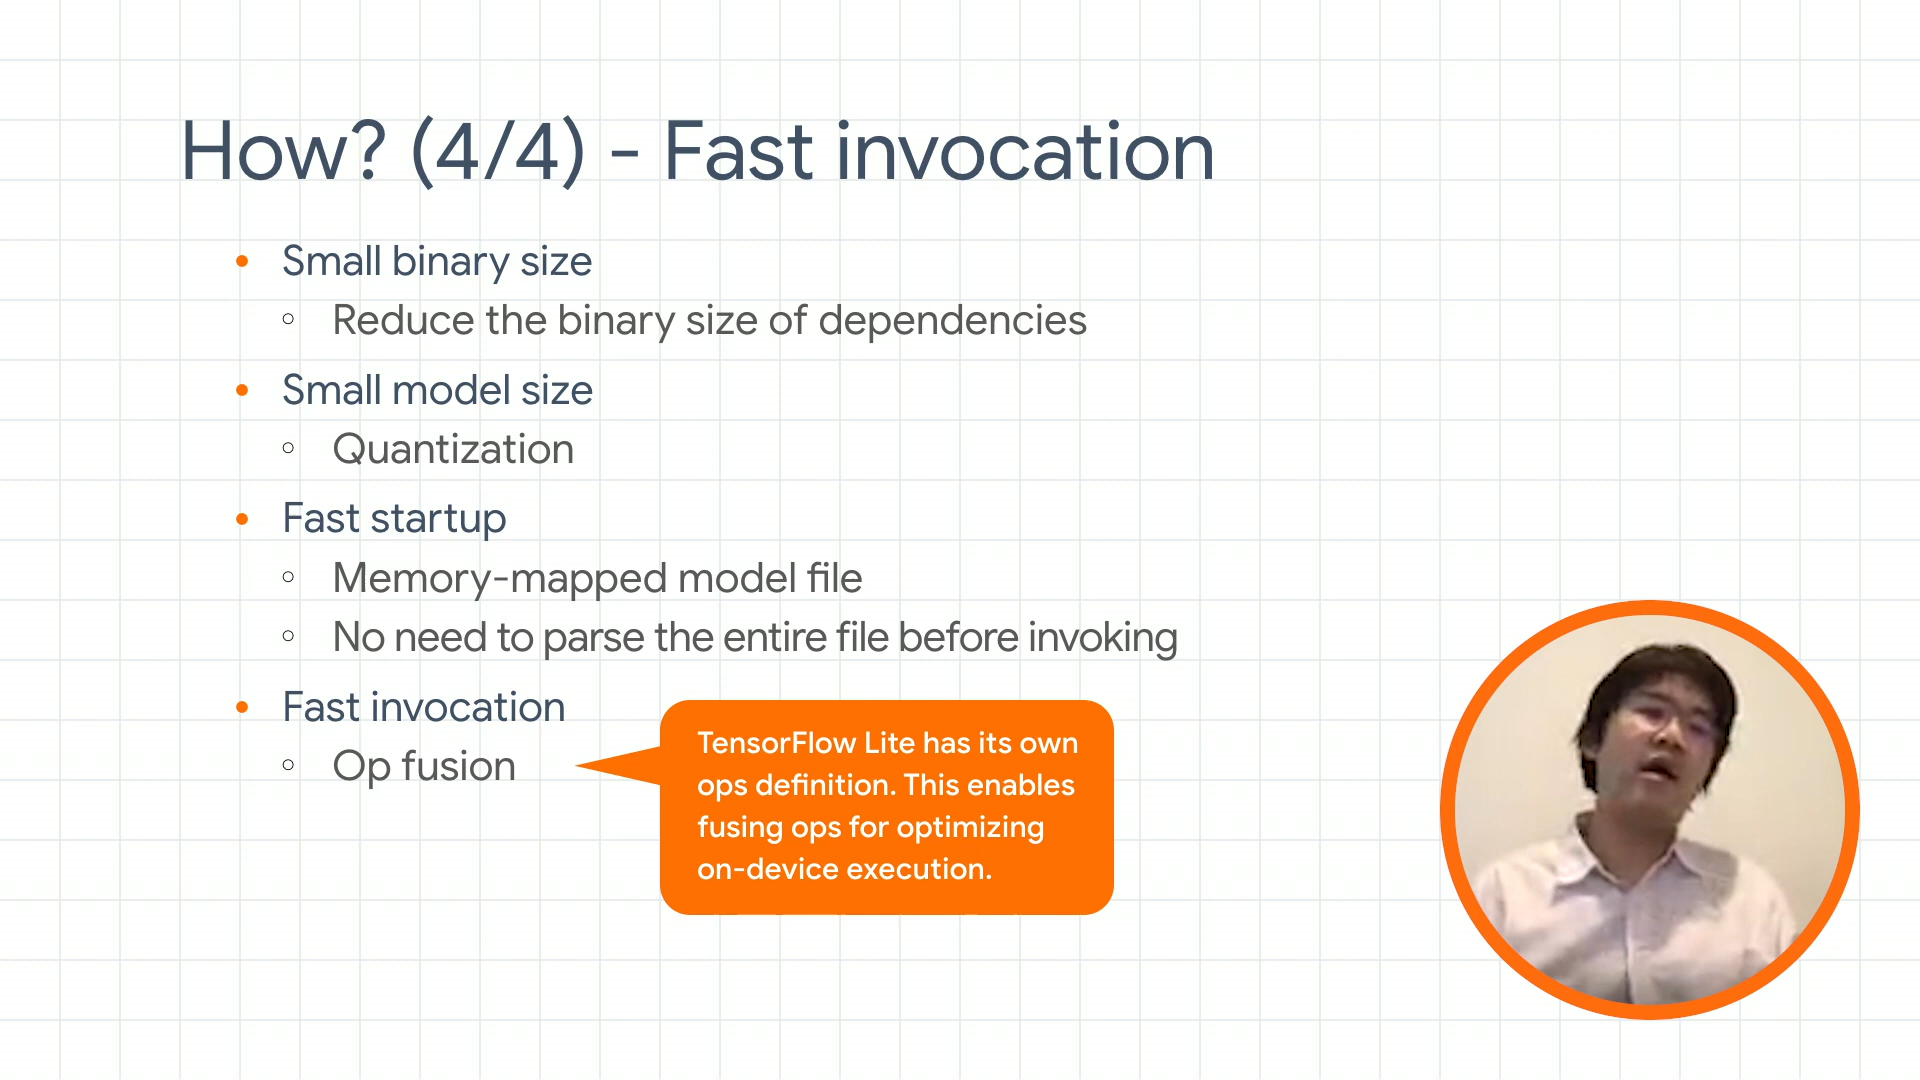 How? (4/4) - Fast invocation
Small binary size
Reduce the binary size of dependencies
Small model size
Quantization
Fast startup
Memory-mapped model file
No need to parse the entire file before invoking
Fast invocation
Op fusion
TensorFlow Lite has its own
ops definition. This enables
fusing ops for optimizing
on-device execution.